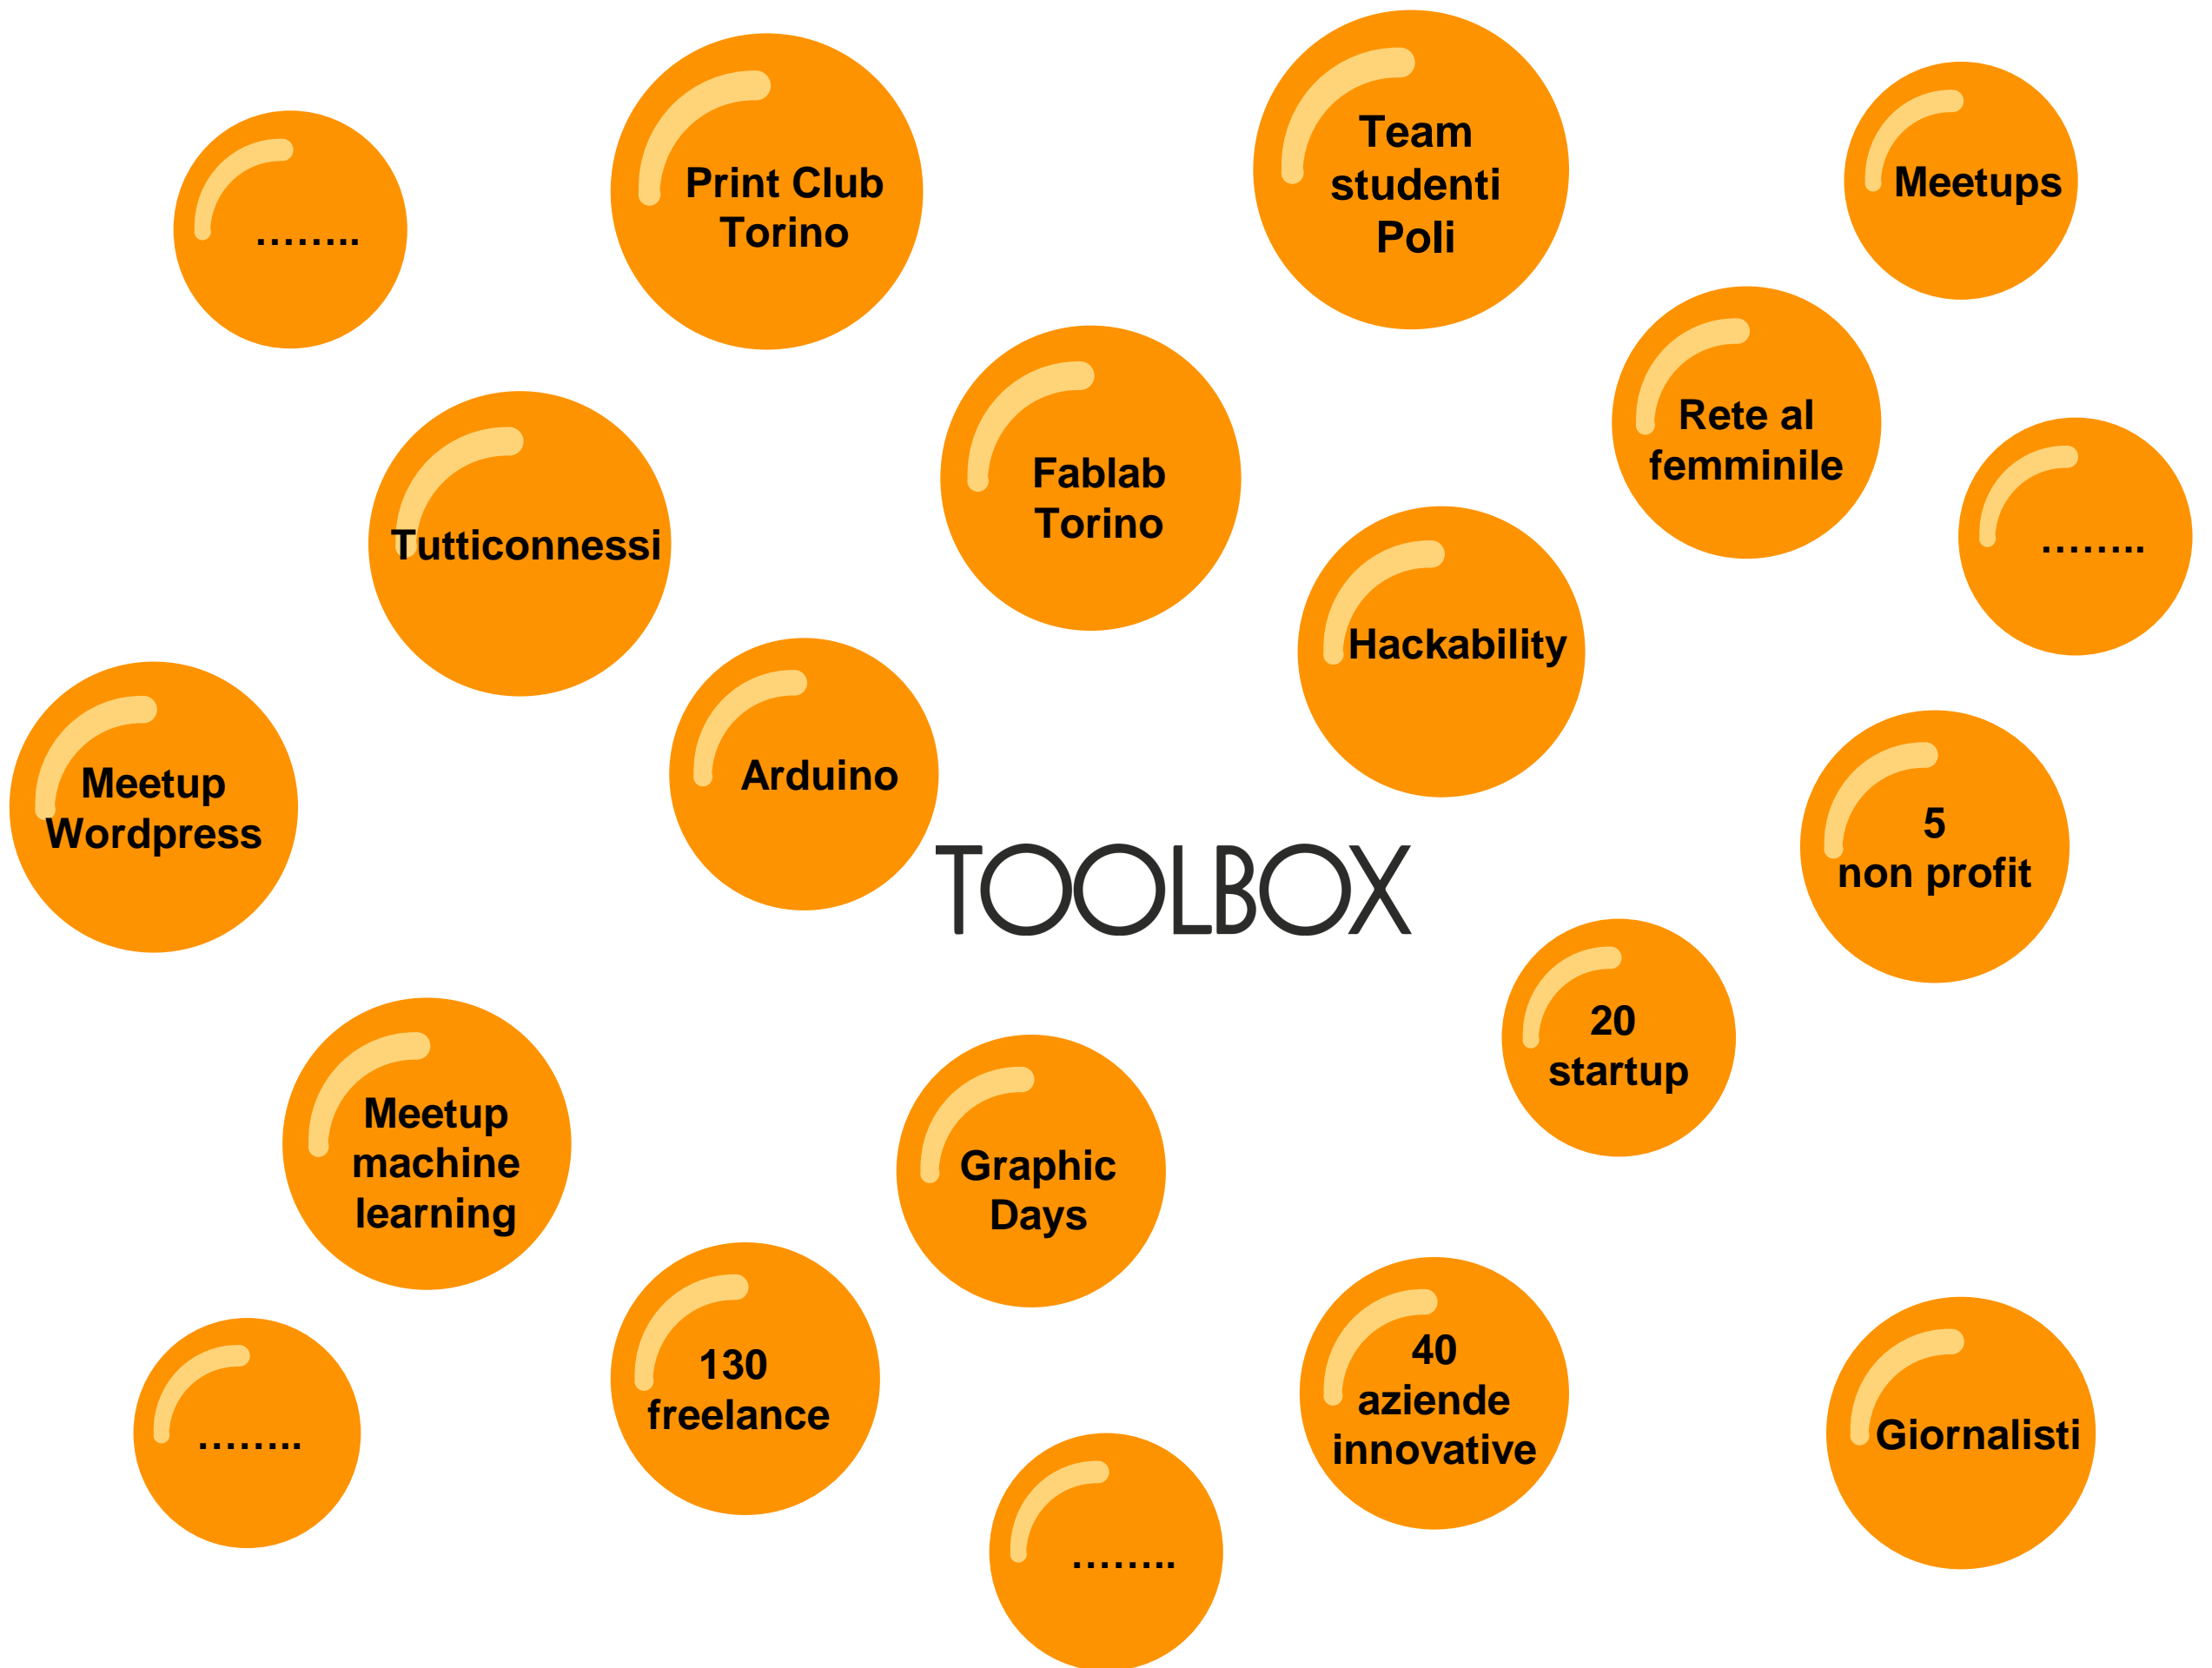 Team
studenti
Poli
Meetups
Print Club
Torino
……..
Rete al
femminile
Fablab
Torino
……..
Tutticonnessi
Hackability
Meetup
Wordpress
Arduino
5
non profit
TOOLBOX
20
startup
Meetup
machine
learning
Graphic
Days
130
freelance
40
aziende
innovative
Giornalisti
……..
……..